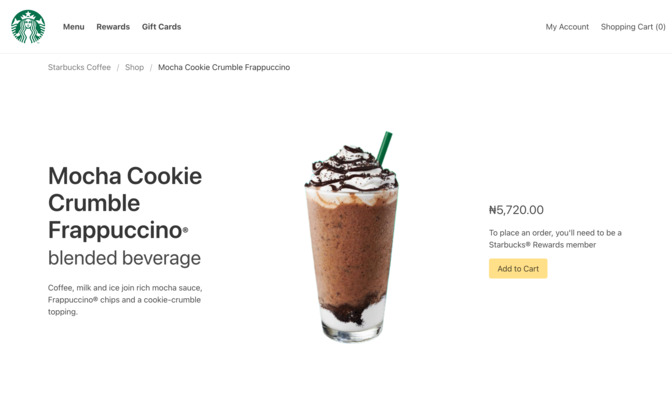 Menu Rewards Gift Cards My Account Shopping Cart (0)
Starbucks Coffee / Shop / Mocha Cookie Crumble Frappuccino
Mocha Cookie
Crumble
Frappuccino®
blended beverage
Coffee, milk and ice join rich mocha sauce,
Frappuccino® chips and a cookie-crumble
topping.
₦5,720.00
To place an order, you'll need to be a
Starbucks® Rewards member
Add to Cart